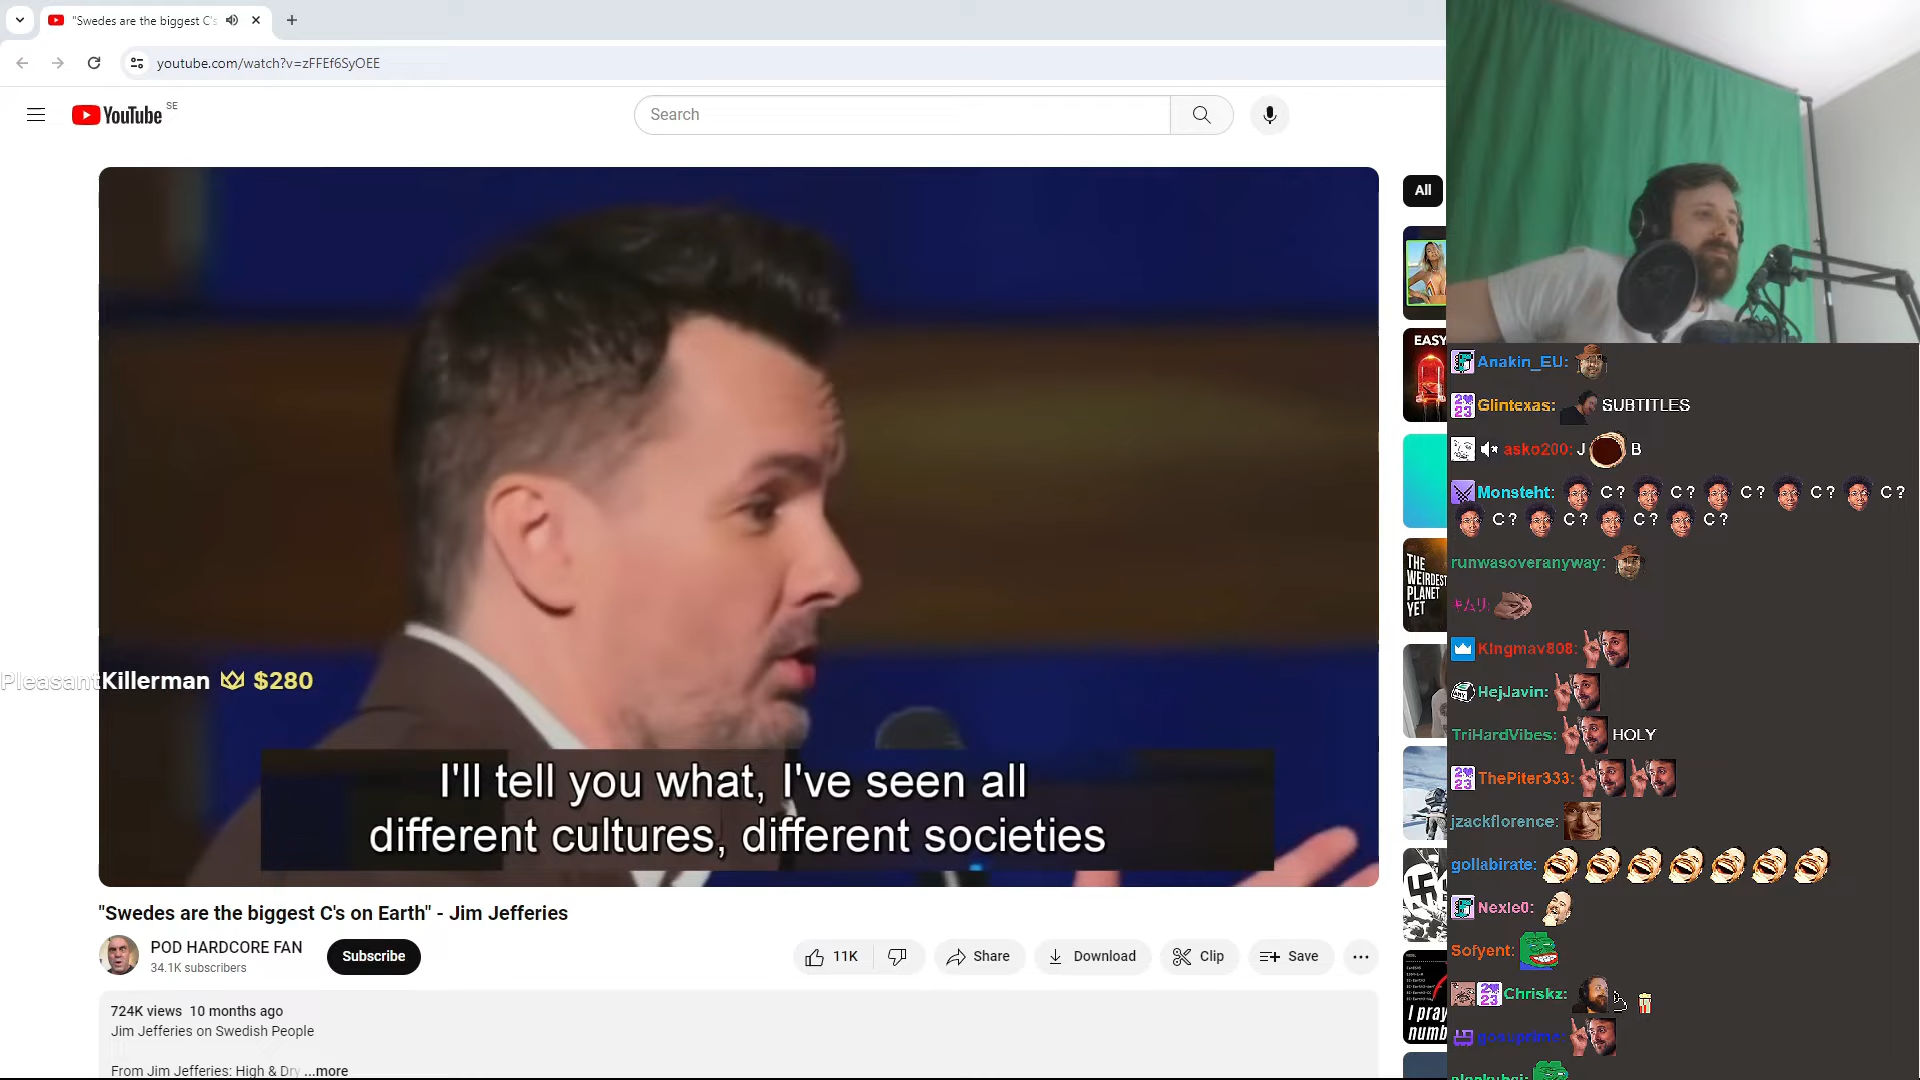 "Swedes are the biggest C's
youtube.com/watch?v=zFFEf6SyOEE
YouTube SE
Search
All
EASY
THE
WEIRDEST
PLANET
YET
I pray
numb
PleasantKillerman $280
I'll tell you what, I've seen all
different cultures, different societies
"Swedes are the biggest C's on Earth" - Jim Jefferies
POD HARDCORE FAN
34.1K subscribers
Subscribe
11K
Share
Download
Clip
Save
724K views 10 months ago
Jim Jefferies on Swedish People
From Jim Jefferies: High & Dry ...more
Anakin_EU:
Glintexas: SUBTITLES
asko200: J B
Monsteht: C ? C ? C ? C ? C ?
C ? C ? C ? C ?
runwasoveranyway:
KIngmav808:
HejJavin:
TriHardVibes: HOLY
ThePiter333:
jzackflorence:
gollabirate:
Nexle0:
Sofyent:
Chriskz: